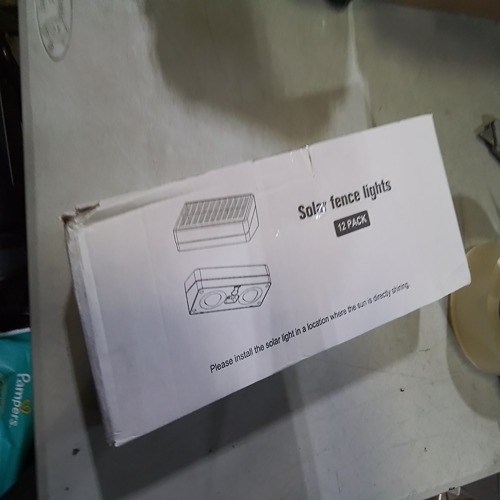 Solar fence lights
12 PACK
Please install the solar light in a location where the sun is directly shining.
Pampers